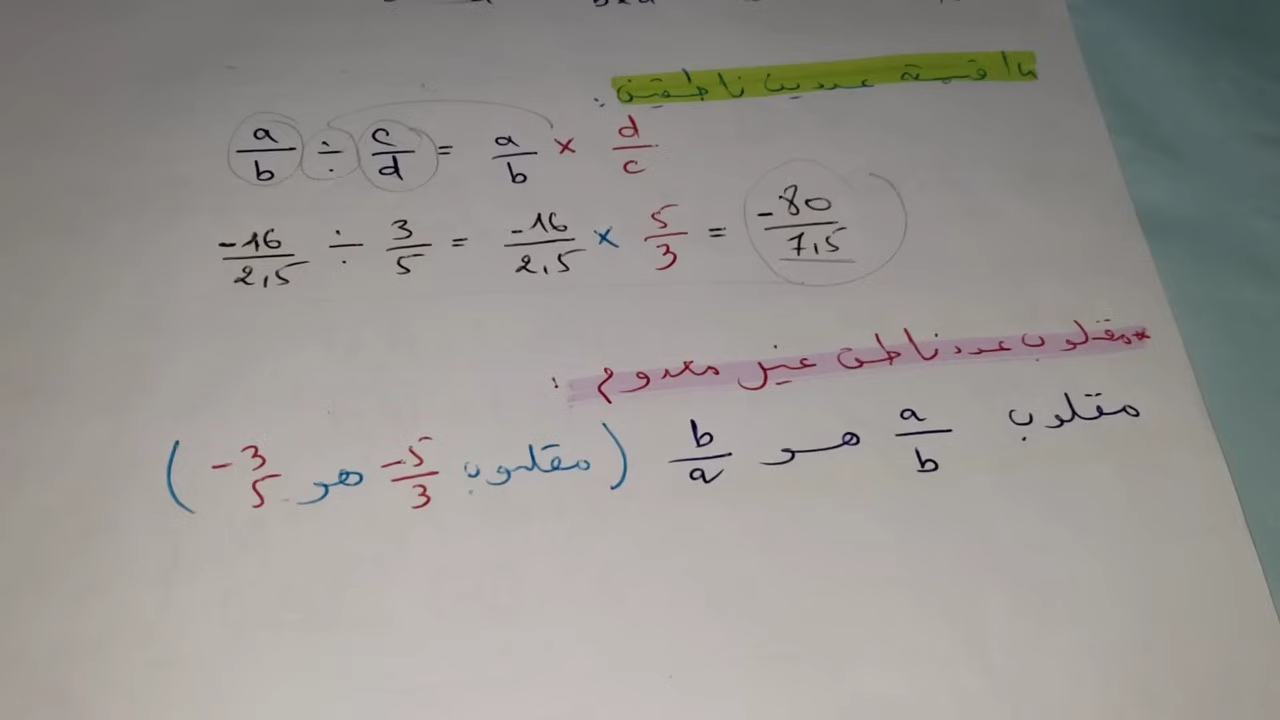 قسمة عددين ناطقين :
a/b ÷ c/d = a/b × d/c
-16/2,5 ÷ 3/5 = -16/2,5 × 5/3 = -80/7,5
*مقلوب عدد ناطق غير معدوم :
مقلوب a/b هو b/a (مقلوب -5/3 هو -3/5)